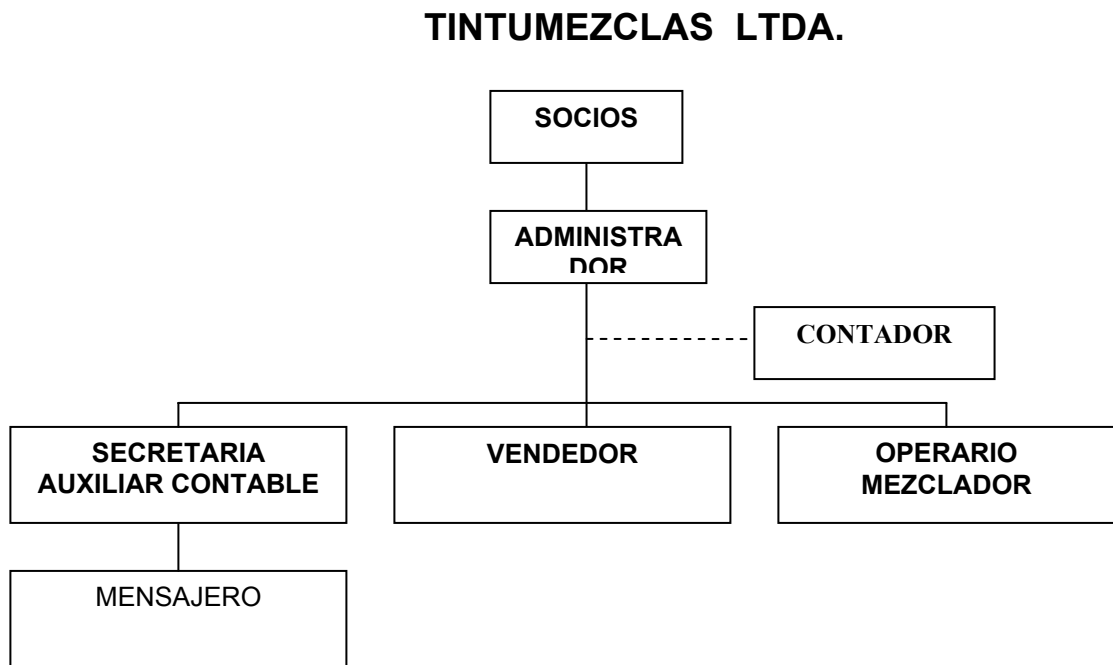 TINTUMEZCLAS LTDA.
SOCIOS
ADMINISTRA
DOR
CONTADOR
SECRETARIA
AUXILIAR CONTABLE
VENDEDOR
OPERARIO
MEZCLADOR
MENSAJERO